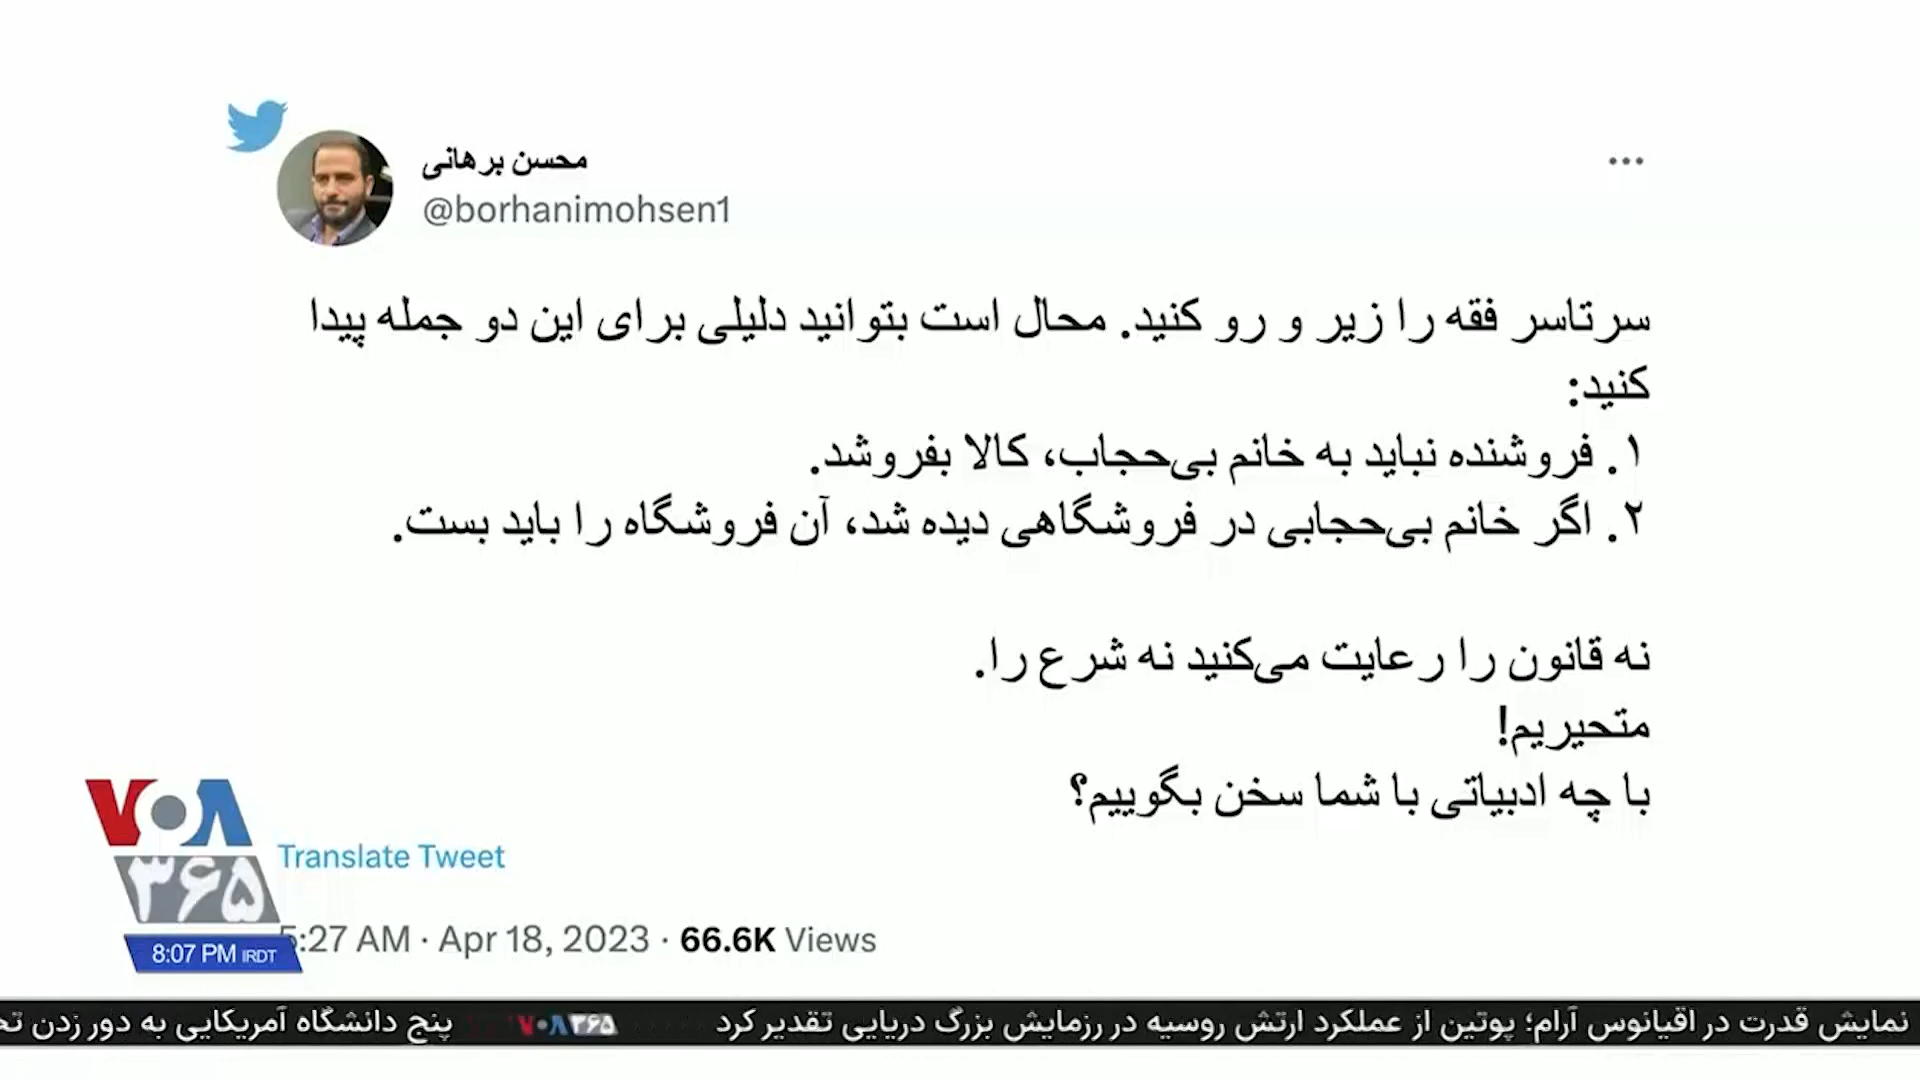 محسن برهانی
@borhanimohsen1
سرتاسر فقه را زیر و رو کنید. محال است بتوانید دلیلی برای این دو جمله پیدا
کنید:
۱. فروشنده نباید به خانم بی‌حجاب، کالا بفروشد.
۲. اگر خانم بی‌حجابی در فروشگاهی دیده شد، آن فروشگاه را باید بست.
نه قانون را رعایت می‌کنید نه شرع را.
متحیریم!
با چه ادبیاتی با شما سخن بگوییم؟
Translate Tweet
5:27 AM · Apr 18, 2023 · 66.6K Views
VOA
۳۶۵
8:07 PM IRDT
نمایش قدرت در اقیانوس آرام؛ پوتین از عملکرد ارتش روسیه در رزمایش بزرگ دریایی تقدیر کرد VOA۳۶۵ پنج دانشگاه آمریکایی به دور زدن